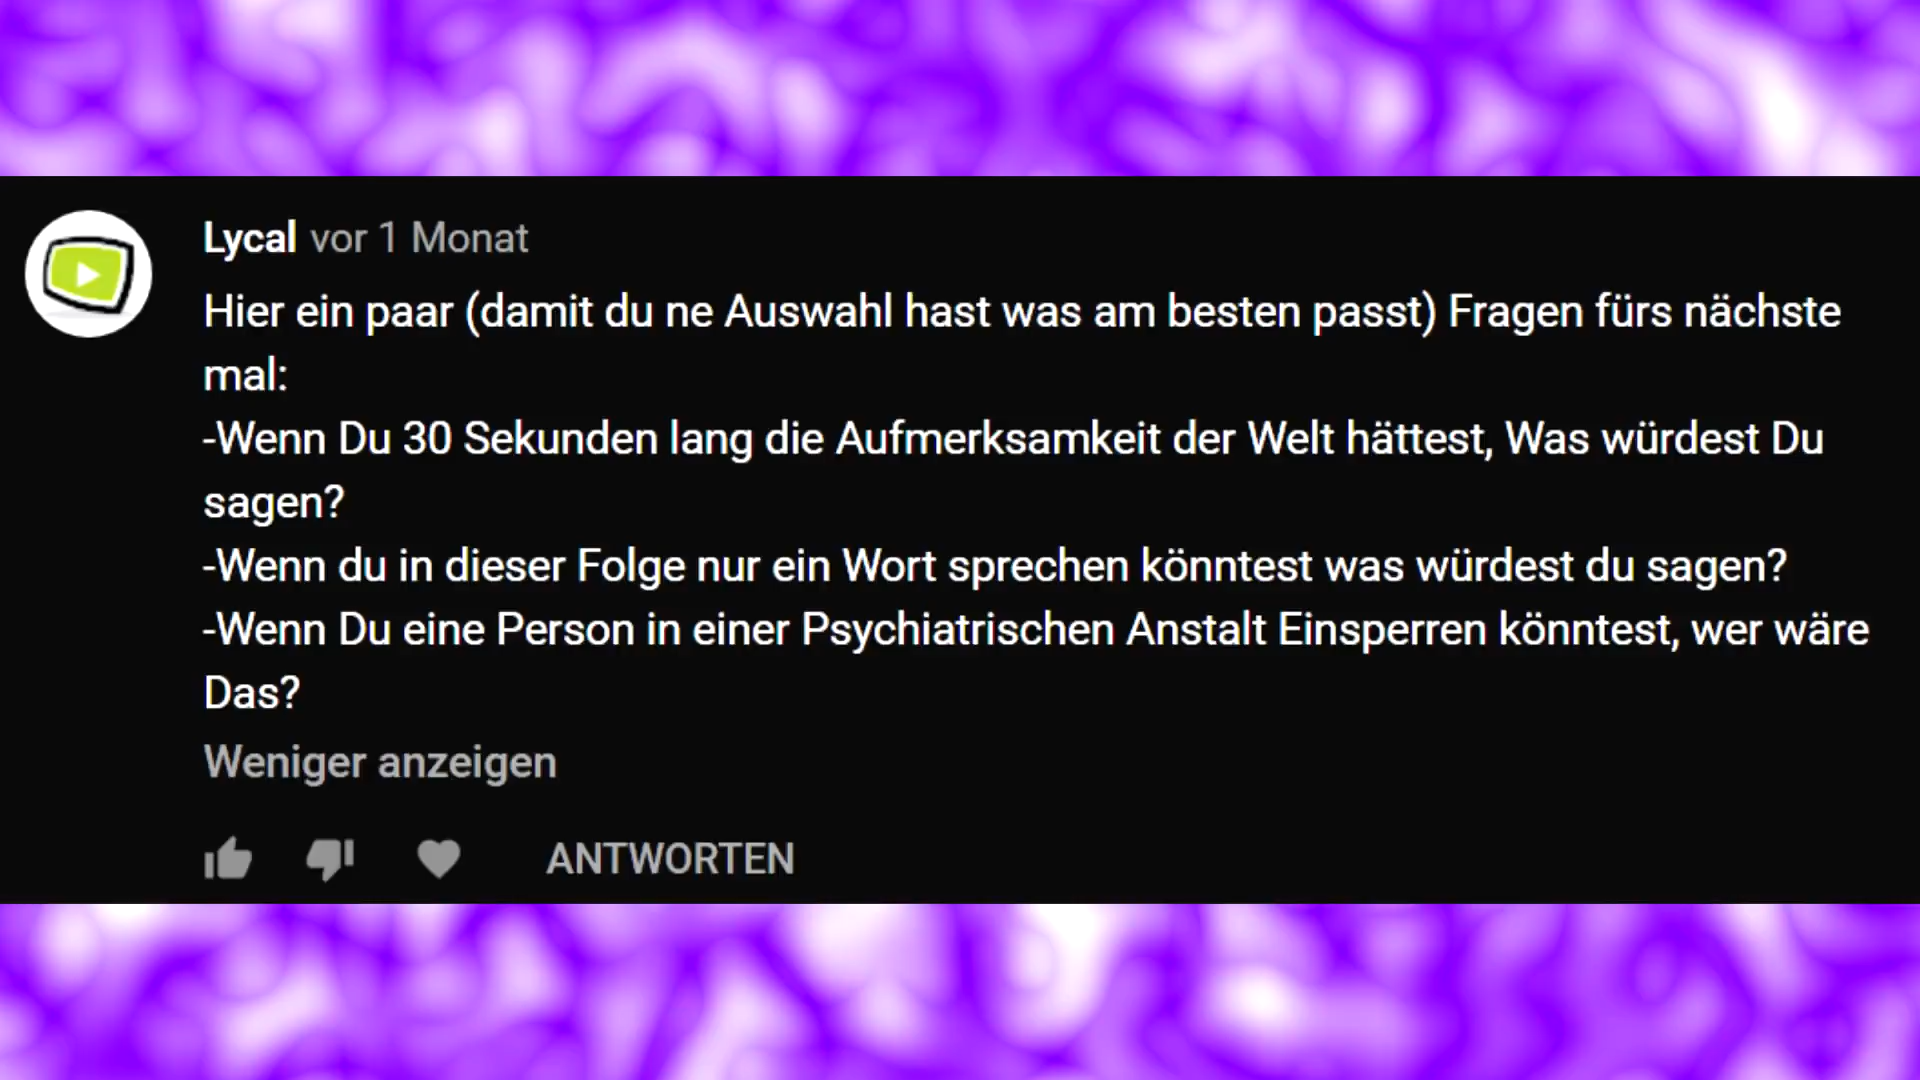 Lycal vor 1 Monat
Hier ein paar (damit du ne Auswahl hast was am besten passt) Fragen fürs nächste
mal:
-Wenn Du 30 Sekunden lang die Aufmerksamkeit der Welt hättest, Was würdest Du
sagen?
-Wenn du in dieser Folge nur ein Wort sprechen könntest was würdest du sagen?
-Wenn Du eine Person in einer Psychiatrischen Anstalt Einsperren könntest, wer wäre
Das?
Weniger anzeigen
ANTWORTEN